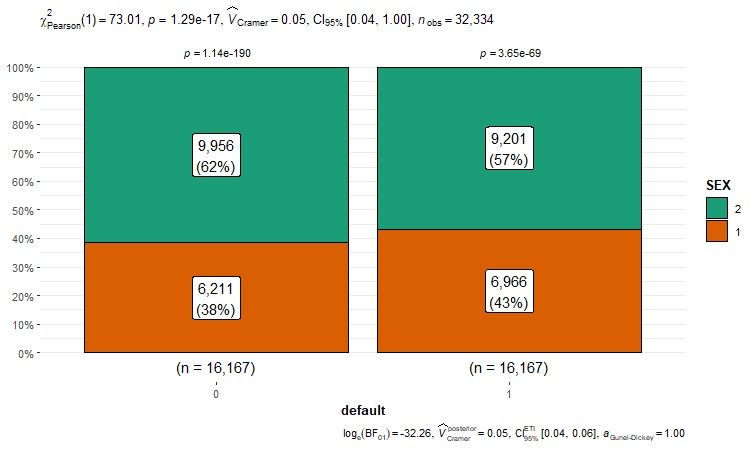 χ²Pearson(1) = 73.01, p = 1.29e-17, V̂Cramer = 0.05, CI95% [0.04, 1.00], nobs = 32,334
p = 1.14e-190
p = 3.65e-69
100%
90%
80%
70%
60%
50%
40%
30%
20%
10%
0%
9,956
(62%)
9,201
(57%)
6,211
(38%)
6,966
(43%)
SEX
2
1
(n = 16,167)
(n = 16,167)
0
1
default
loge(BF01) = -32.26, V̂posteriorCramer = 0.05, CIETI95% [0.04, 0.06], aGunel-Dickey = 1.00